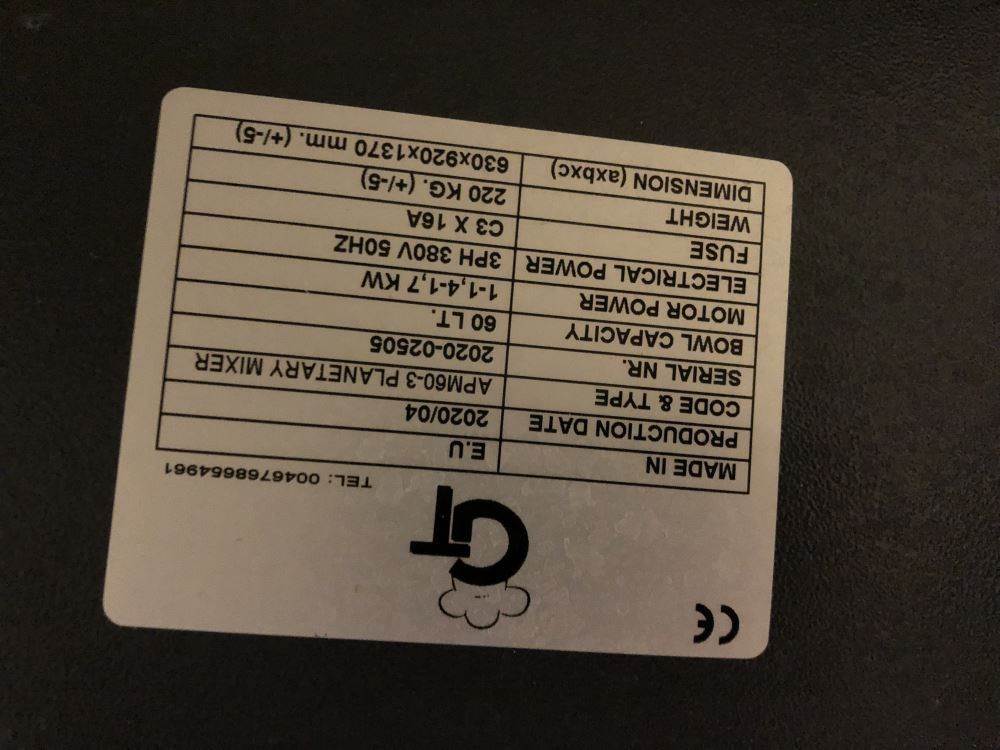 CE
GT
TEL: 0046768654961
MADE IN E.U
PRODUCTION DATE 2020/04
CODE & TYPE APM60-3 PLANETARY MIXER
SERIAL NR. 2020-02505
BOWL CAPACITY 60 LT.
MOTOR POWER 1-1,4-1,7 KW
ELECTRICAL POWER 3PH 380V 50HZ
FUSE C3 X 16A
WEIGHT 220 KG. (+/-5)
DIMENSION (axbxc) 630x920x1370 mm. (+/-5)